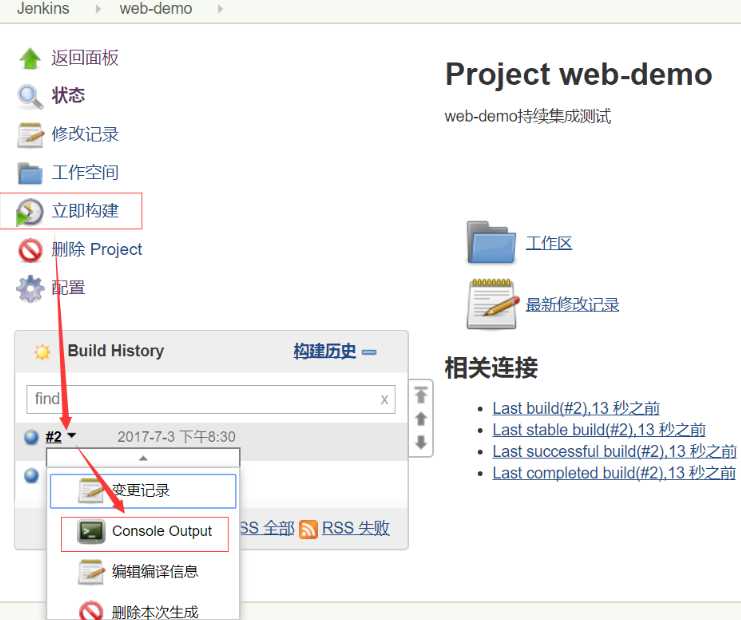 Jenkins web-demo
返回面板
状态
修改记录
工作空间
立即构建
删除 Project
配置
Build History 构建历史
find x
#2 2017-7-3 下午8:30
变更记录
Console Output
编辑编译信息
删除本次生成
SS 全部 RSS 失败
Project web-demo
web-demo持续集成测试
工作区
最新修改记录
相关连接
Last build(#2),13 秒之前
Last stable build(#2),13 秒之前
Last successful build(#2),13 秒之前
Last completed build(#2),13 秒之前